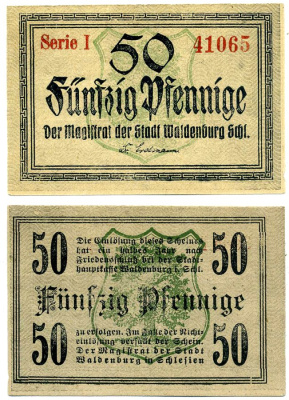 Serie I 50 41065
Fünfzig Pfennige
Der Magistrat der Stadt Waldenburg Schl.
50 50
Die Einlösung dieses Scheines
hat ein halbes Jahr nach
Friedensschluß bei der Stadt-
hauptkasse Waldenburg i. Schl.
Fünfzig Pfennige
50 50
zu erfolgen. Im Falle der Nicht-
einlösung verfällt der Schein.
Der Magistrat der Stadt
Waldenburg in Schlesien